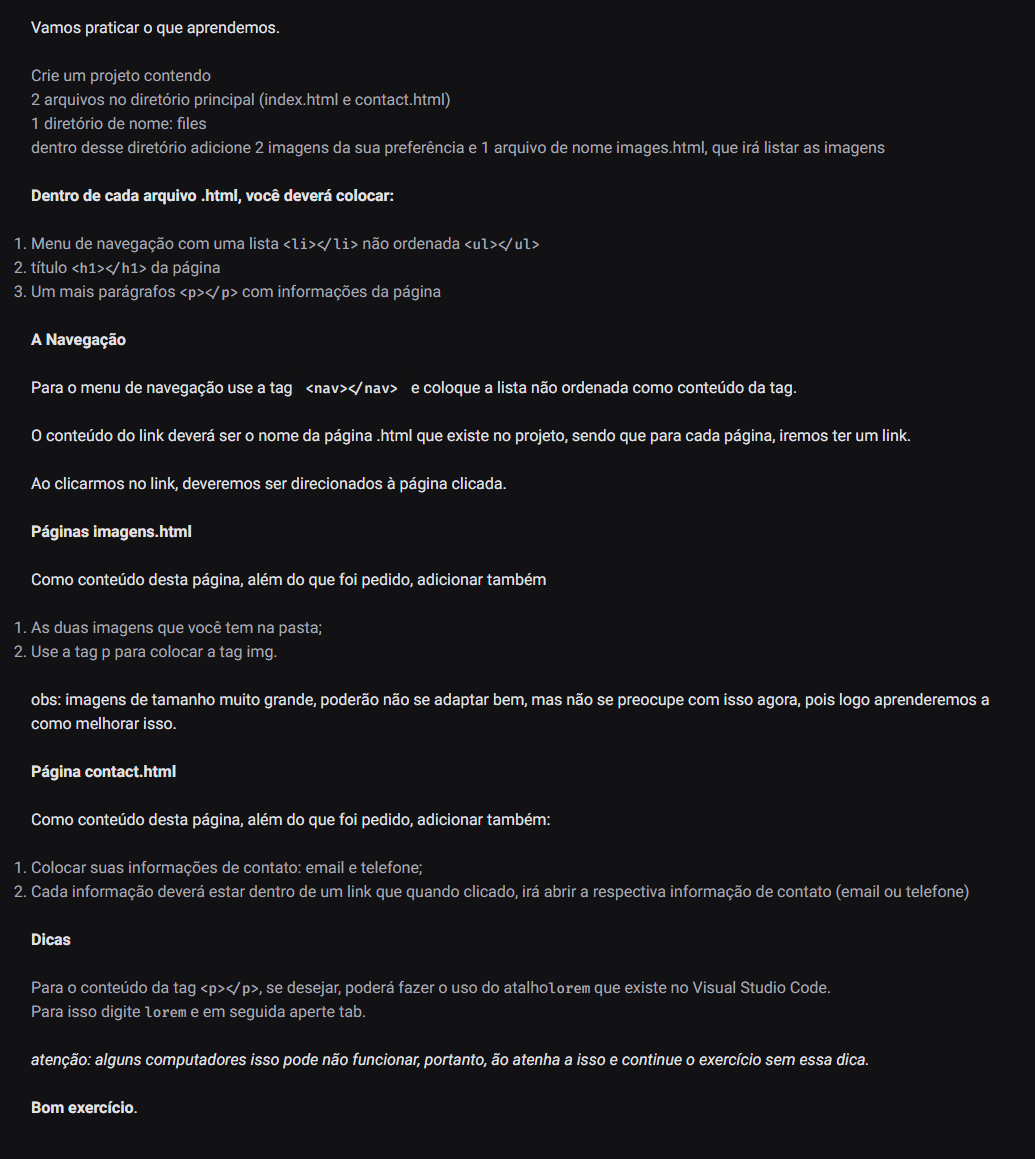 Vamos praticar o que aprendemos.
Crie um projeto contendo
2 arquivos no diretório principal (index.html e contact.html)
1 diretório de nome: files
dentro desse diretório adicione 2 imagens da sua preferência e 1 arquivo de nome images.html, que irá listar as imagens
Dentro de cada arquivo .html, você deverá colocar:
1. Menu de navegação com uma lista <li></li> não ordenada <ul></ul>
2. título <h1></h1> da página
3. Um mais parágrafos <p></p> com informações da página
A Navegação
Para o menu de navegação use a tag <nav></nav> e coloque a lista não ordenada como conteúdo da tag.
O conteúdo do link deverá ser o nome da página .html que existe no projeto, sendo que para cada página, iremos ter um link.
Ao clicarmos no link, deveremos ser direcionados à página clicada.
Páginas imagens.html
Como conteúdo desta página, além do que foi pedido, adicionar também
1. As duas imagens que você tem na pasta;
2. Use a tag p para colocar a tag img.
obs: imagens de tamanho muito grande, poderão não se adaptar bem, mas não se preocupe com isso agora, pois logo aprenderemos a
como melhorar isso.
Página contact.html
Como conteúdo desta página, além do que foi pedido, adicionar também:
1. Colocar suas informações de contato: email e telefone;
2. Cada informação deverá estar dentro de um link que quando clicado, irá abrir a respectiva informação de contato (email ou telefone)
Dicas
Para o conteúdo da tag <p></p>, se desejar, poderá fazer o uso do atalholorem que existe no Visual Studio Code.
Para isso digite lorem e em seguida aperte tab.
atenção: alguns computadores isso pode não funcionar, portanto, ão atenha a isso e continue o exercício sem essa dica.
Bom exercício.